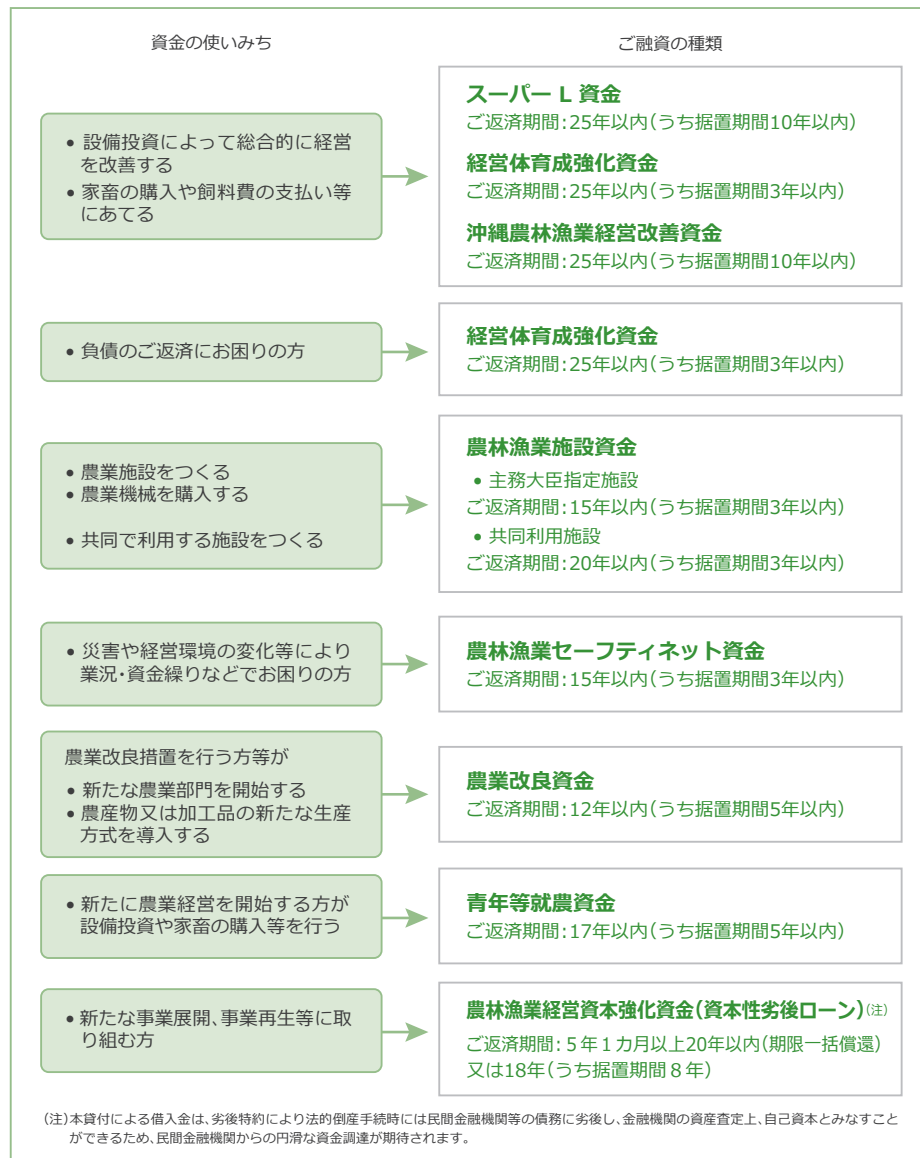 資金の使いみち
ご融資の種類
• 設備投資によって総合的に経営
を改善する
• 家畜の購入や飼料費の支払い等
にあてる
スーパー L 資金
ご返済期間：25年以内（うち据置期間10年以内）
経営体育成強化資金
ご返済期間：25年以内（うち据置期間3年以内）
沖縄農林漁業経営改善資金
ご返済期間：25年以内（うち据置期間10年以内）
• 負債のご返済にお困りの方
経営体育成強化資金
ご返済期間：25年以内（うち据置期間3年以内）
• 農業施設をつくる
• 農業機械を購入する
• 共同で利用する施設をつくる
農林漁業施設資金
• 主務大臣指定施設
ご返済期間：15年以内（うち据置期間3年以内）
• 共同利用施設
ご返済期間：20年以内（うち据置期間3年以内）
• 災害や経営環境の変化等により
業況・資金繰りなどでお困りの方
農林漁業セーフティネット資金
ご返済期間：15年以内（うち据置期間3年以内）
農業改良措置を行う方等が
• 新たな農業部門を開始する
• 農産物又は加工品の新たな生産
方式を導入する
農業改良資金
ご返済期間：12年以内（うち据置期間5年以内）
• 新たに農業経営を開始する方が
設備投資や家畜の購入等を行う
青年等就農資金
ご返済期間：17年以内（うち据置期間5年以内）
• 新たな事業展開、事業再生等に取
り組む方
農林漁業経営資本強化資金（資本性劣後ローン）（注）
ご返済期間：５年１カ月以上20年以内（期限一括償還）
又は18年（うち据置期間８年）
（注）本貸付による借入金は、劣後特約により法的倒産手続時には民間金融機関等の債務に劣後し、金融機関の資産査定上、自己資本とみなすこと
ができるため、民間金融機関からの円滑な資金調達が期待されます。